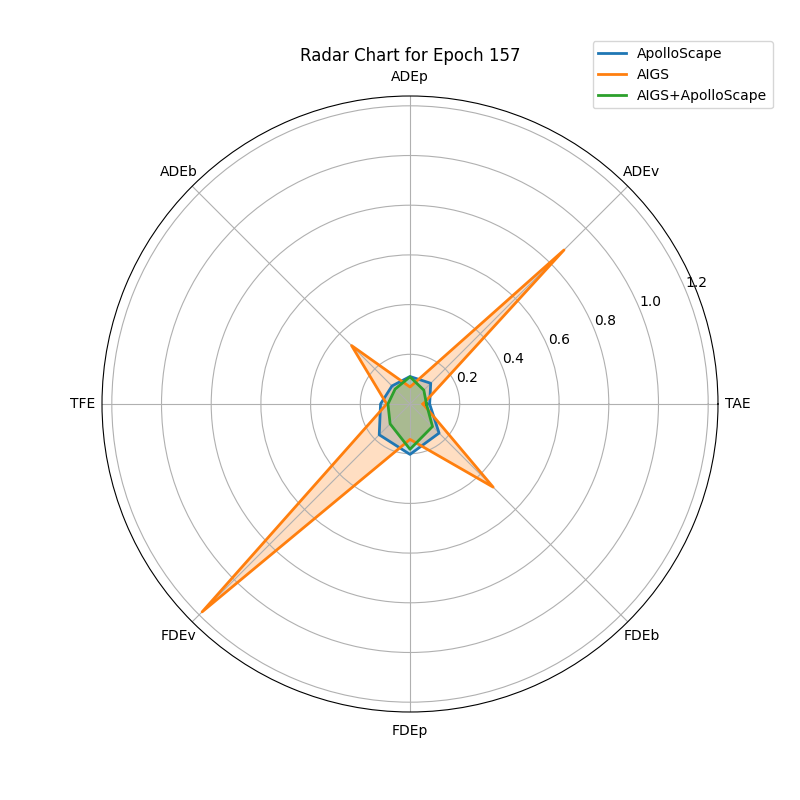 Radar Chart for Epoch 157
ApolloScape
AIGS
AIGS+ApolloScape
ADEp
ADEb
ADEv
1.2
1.0
0.8
0.6
0.4
0.2
TFE
TAE
FDEv
FDEb
FDEp